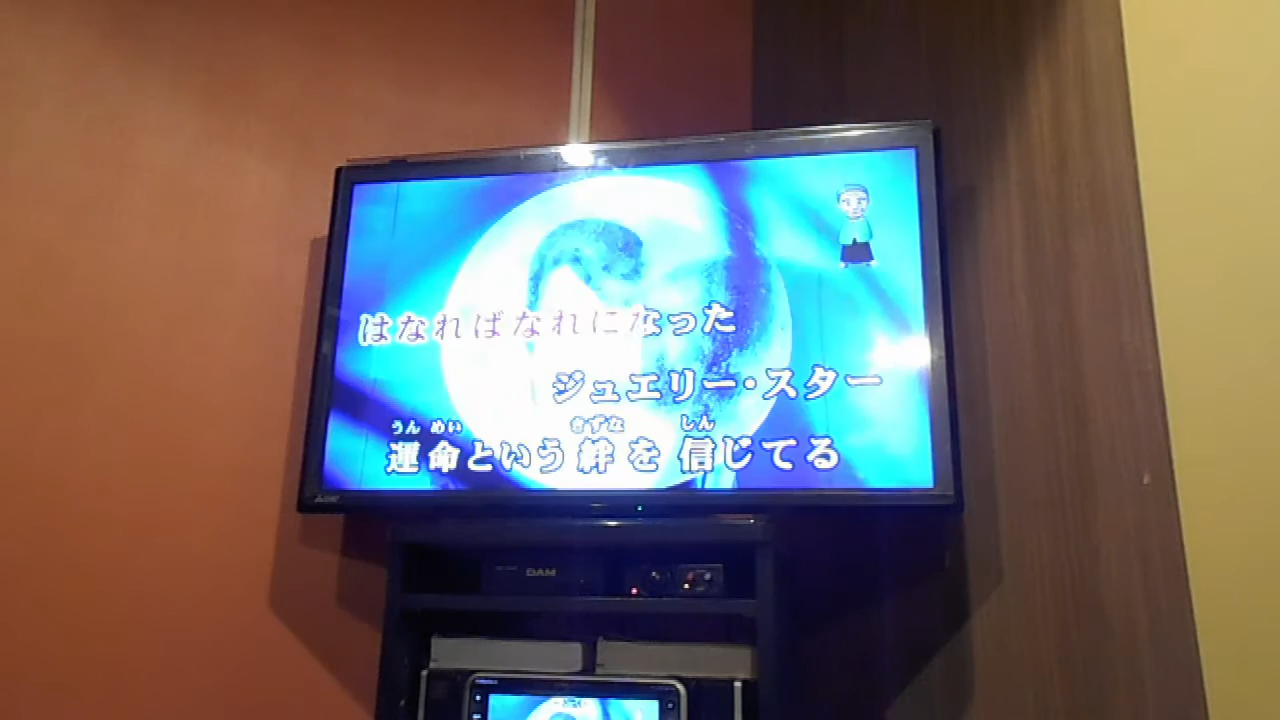 はなればなれになった
ジュエリー・スター
うん めい きずな しん
運命という絆を信じてる
DAM